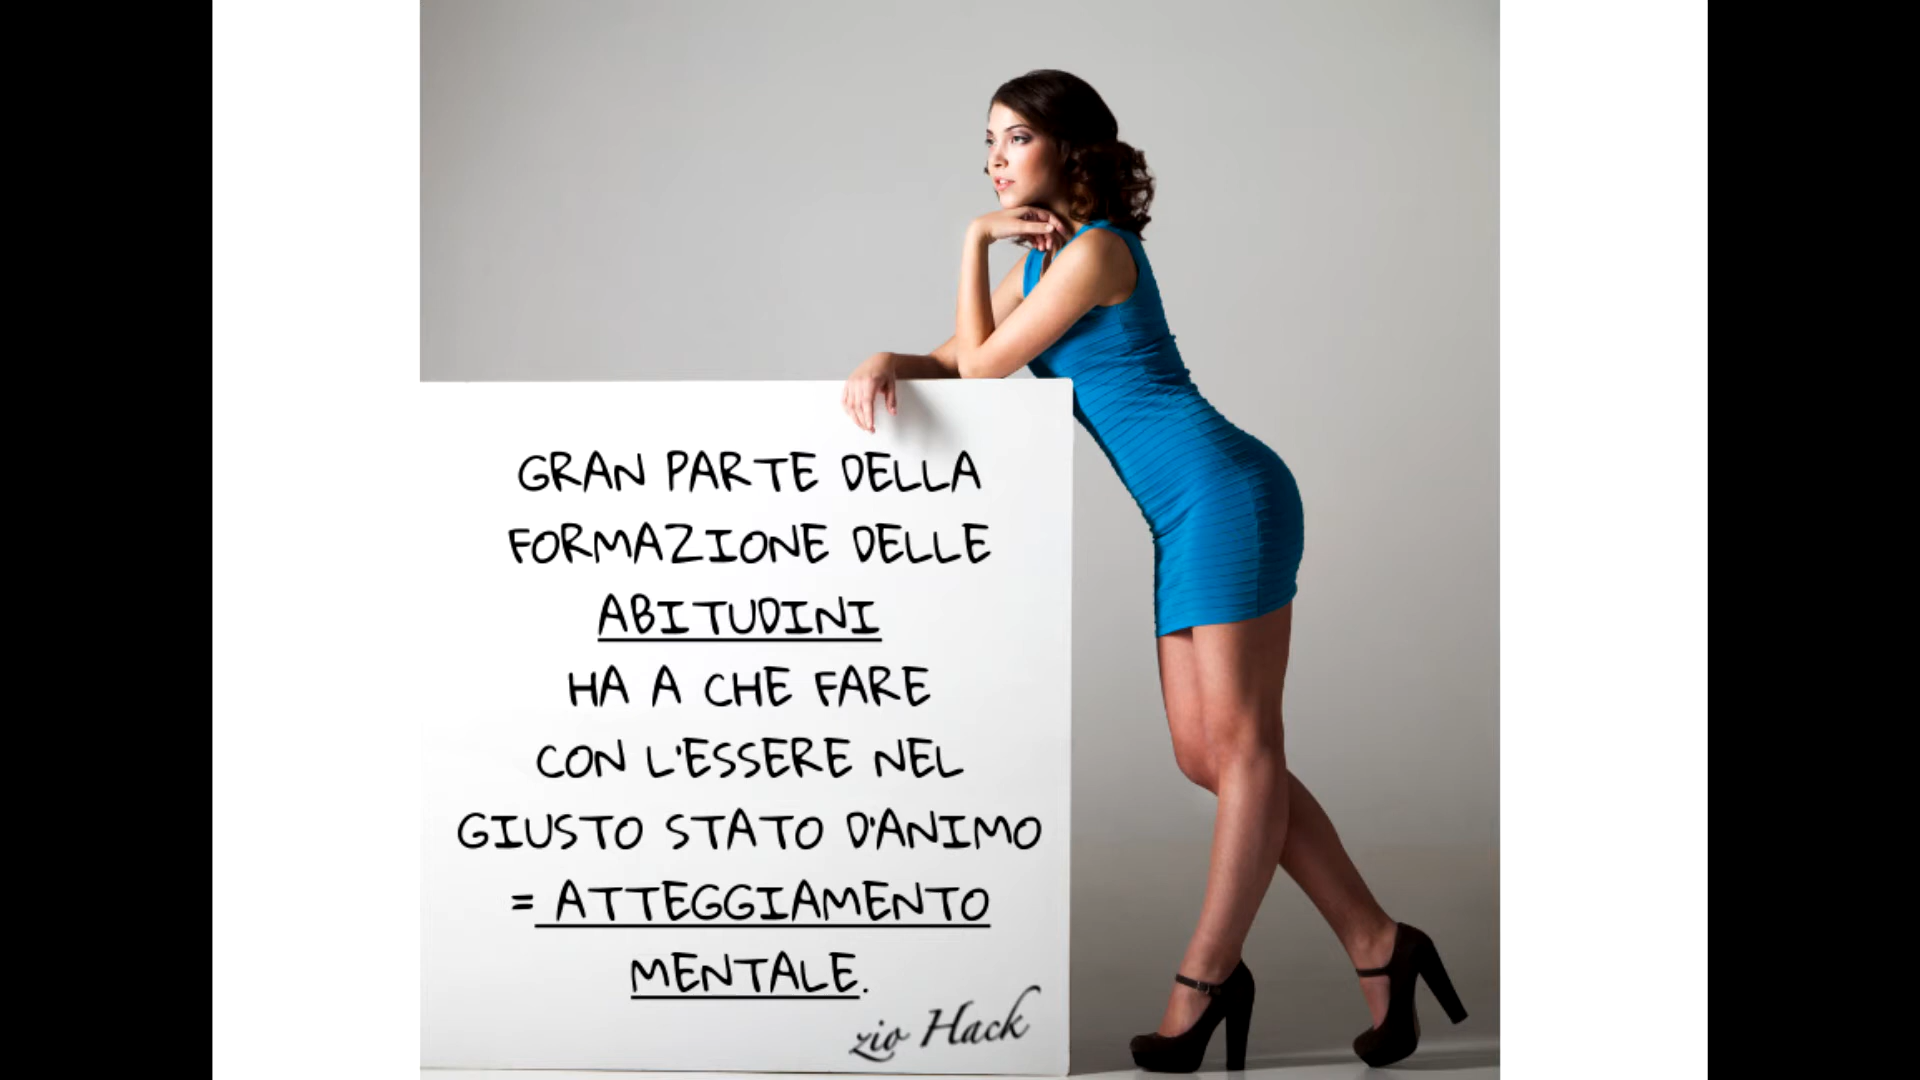 GRAN PARTE DELLA
FORMAZIONE DELLE
ABITUDINI
HA A CHE FARE
CON L'ESSERE NEL
GIUSTO STATO D'ANIMO
= ATTEGGIAMENTO
MENTALE.
zio Hack